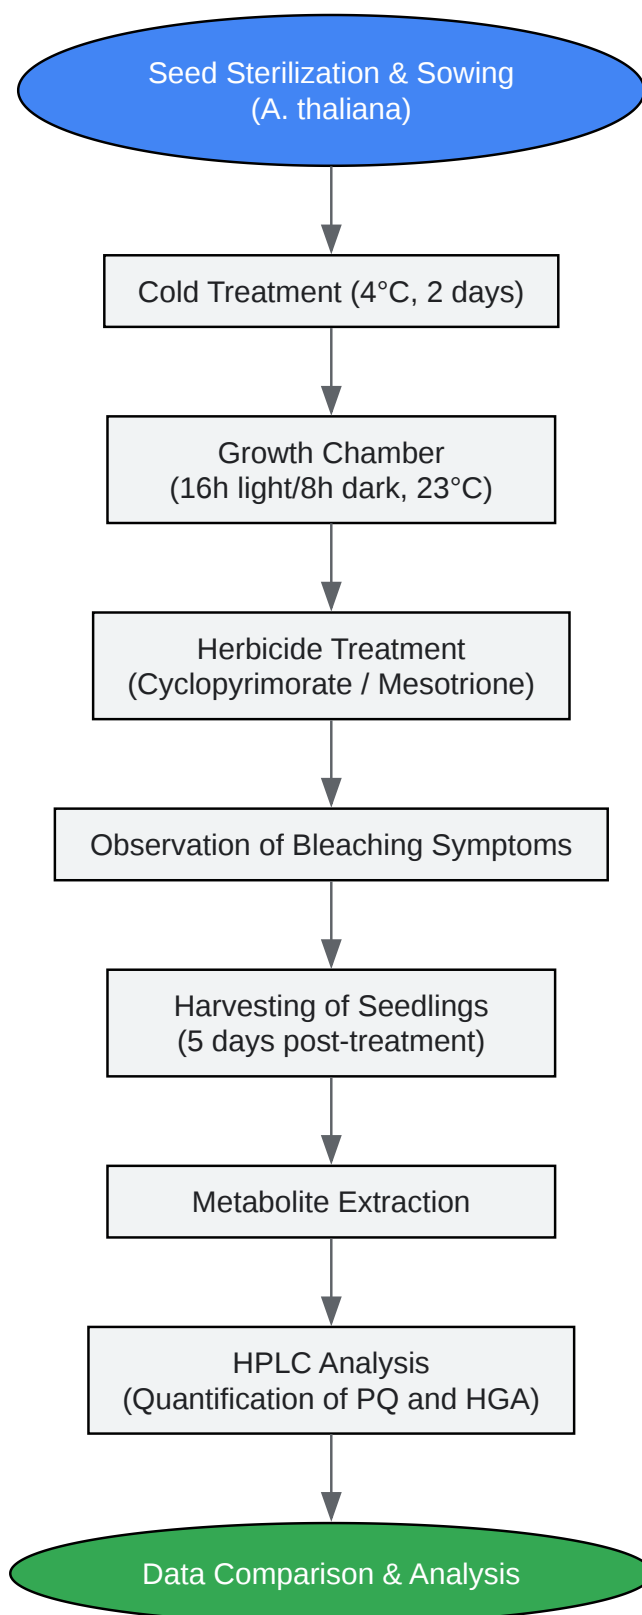 Seed Sterilization & Sowing
(A. thaliana)
Cold Treatment (4°C, 2 days)
Growth Chamber
(16h light/8h dark, 23°C)
Herbicide Treatment
(Cyclopyrimorate / Mesotrione)
Observation of Bleaching Symptoms
Harvesting of Seedlings
(5 days post-treatment)
Metabolite Extraction
HPLC Analysis
(Quantification of PQ and HGA)
Data Comparison & Analysis